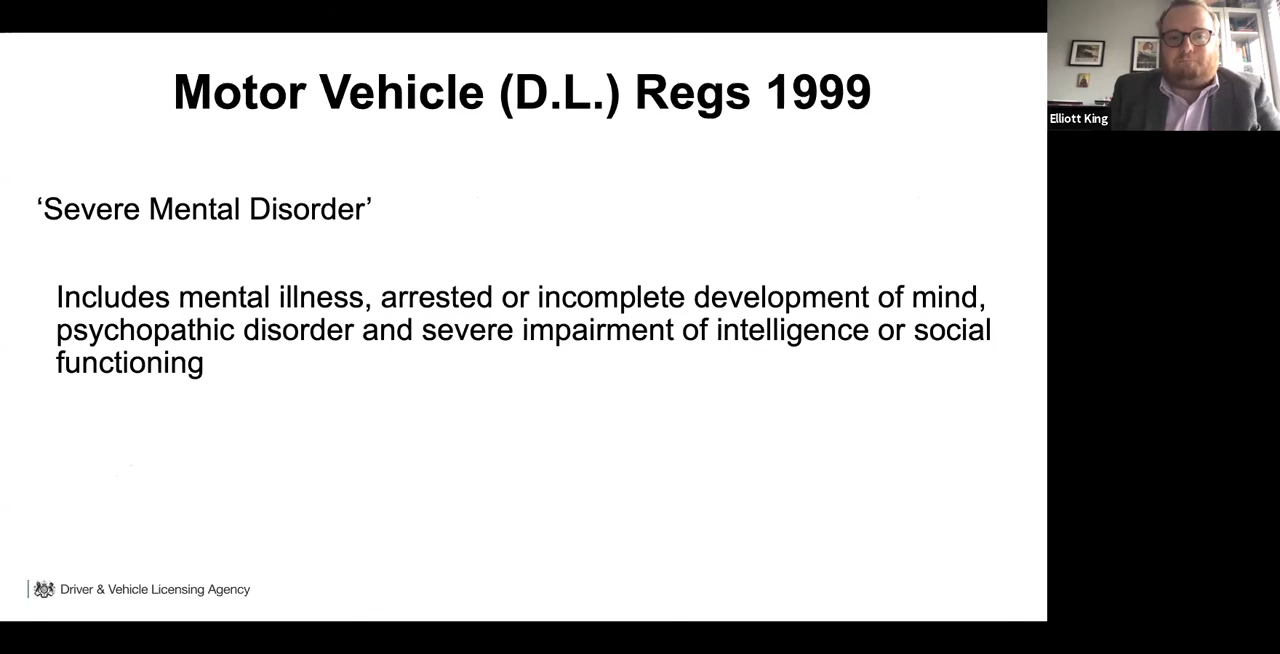 Motor Vehicle (D.L.) Regs 1999
Elliott King
‘Severe Mental Disorder’
Includes mental illness, arrested or incomplete development of mind,
psychopathic disorder and severe impairment of intelligence or social
functioning
Driver & Vehicle Licensing Agency